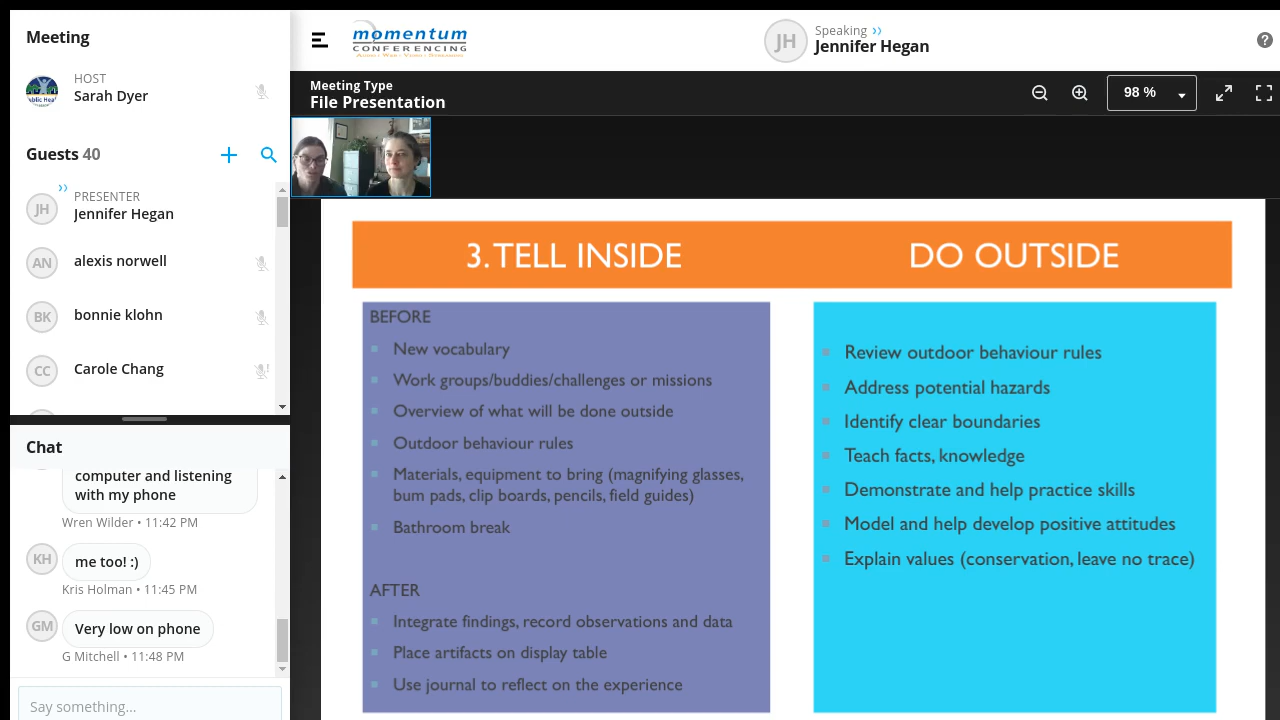 Meeting
HOST
Sarah Dyer
Guests 40
PRESENTER
JH
Jennifer Hegan
AN
alexis norwell
BK
bonnie klohn
CC
Carole Chang
Chat
computer and listening
with my phone
Wren Wilder • 11:42 PM
KH
me too! :)
Kris Holman • 11:45 PM
GM
Very low on phone
G Mitchell • 11:48 PM
Say something...
momentum
CONFERENCING
JH
Speaking
Jennifer Hegan
Meeting Type
File Presentation
98 %
3. TELL INSIDE
DO OUTSIDE
BEFORE
New vocabulary
Work groups/buddies/challenges or missions
Overview of what will be done outside
Outdoor behaviour rules
Materials, equipment to bring (magnifying glasses,
bum pads, clip boards, pencils, field guides)
Bathroom break
AFTER
Integrate findings, record observations and data
Place artifacts on display table
Use journal to reflect on the experience
Review outdoor behaviour rules
Address potential hazards
Identify clear boundaries
Teach facts, knowledge
Demonstrate and help practice skills
Model and help develop positive attitudes
Explain values (conservation, leave no trace)